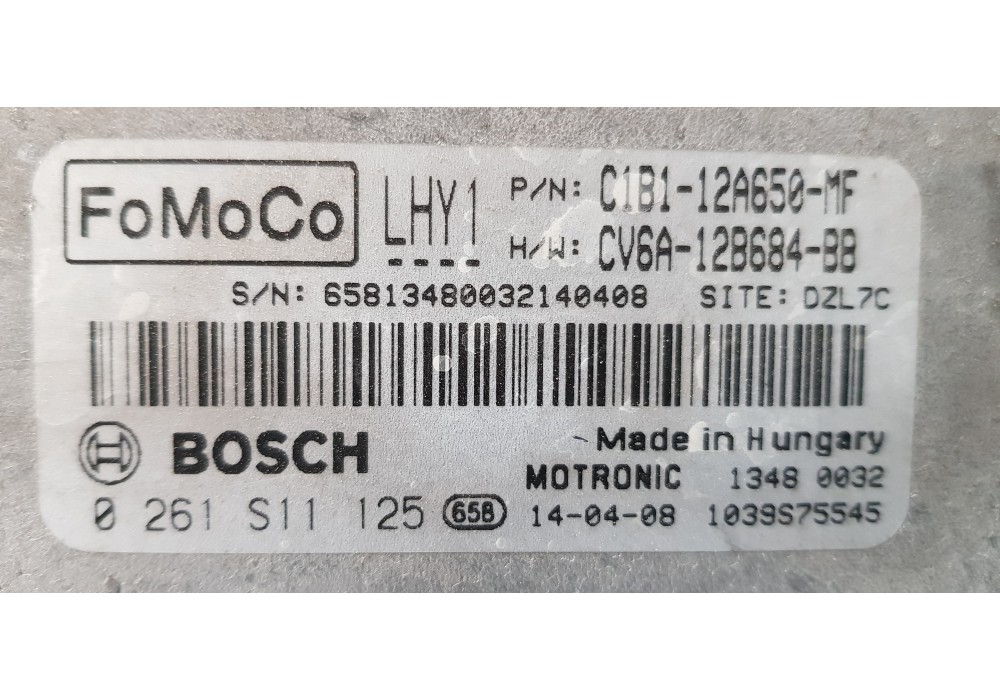 FoMoCo LHY1 P/N: C1B1-12A650-MF
H/W: CV6A-12B684-BB
S/N: 65813480032140408 SITE: DZL7C
BOSCH Made in Hungary
MOTRONIC 1348 0032
0 261 S11 125 658 14-04-08 1039S75545